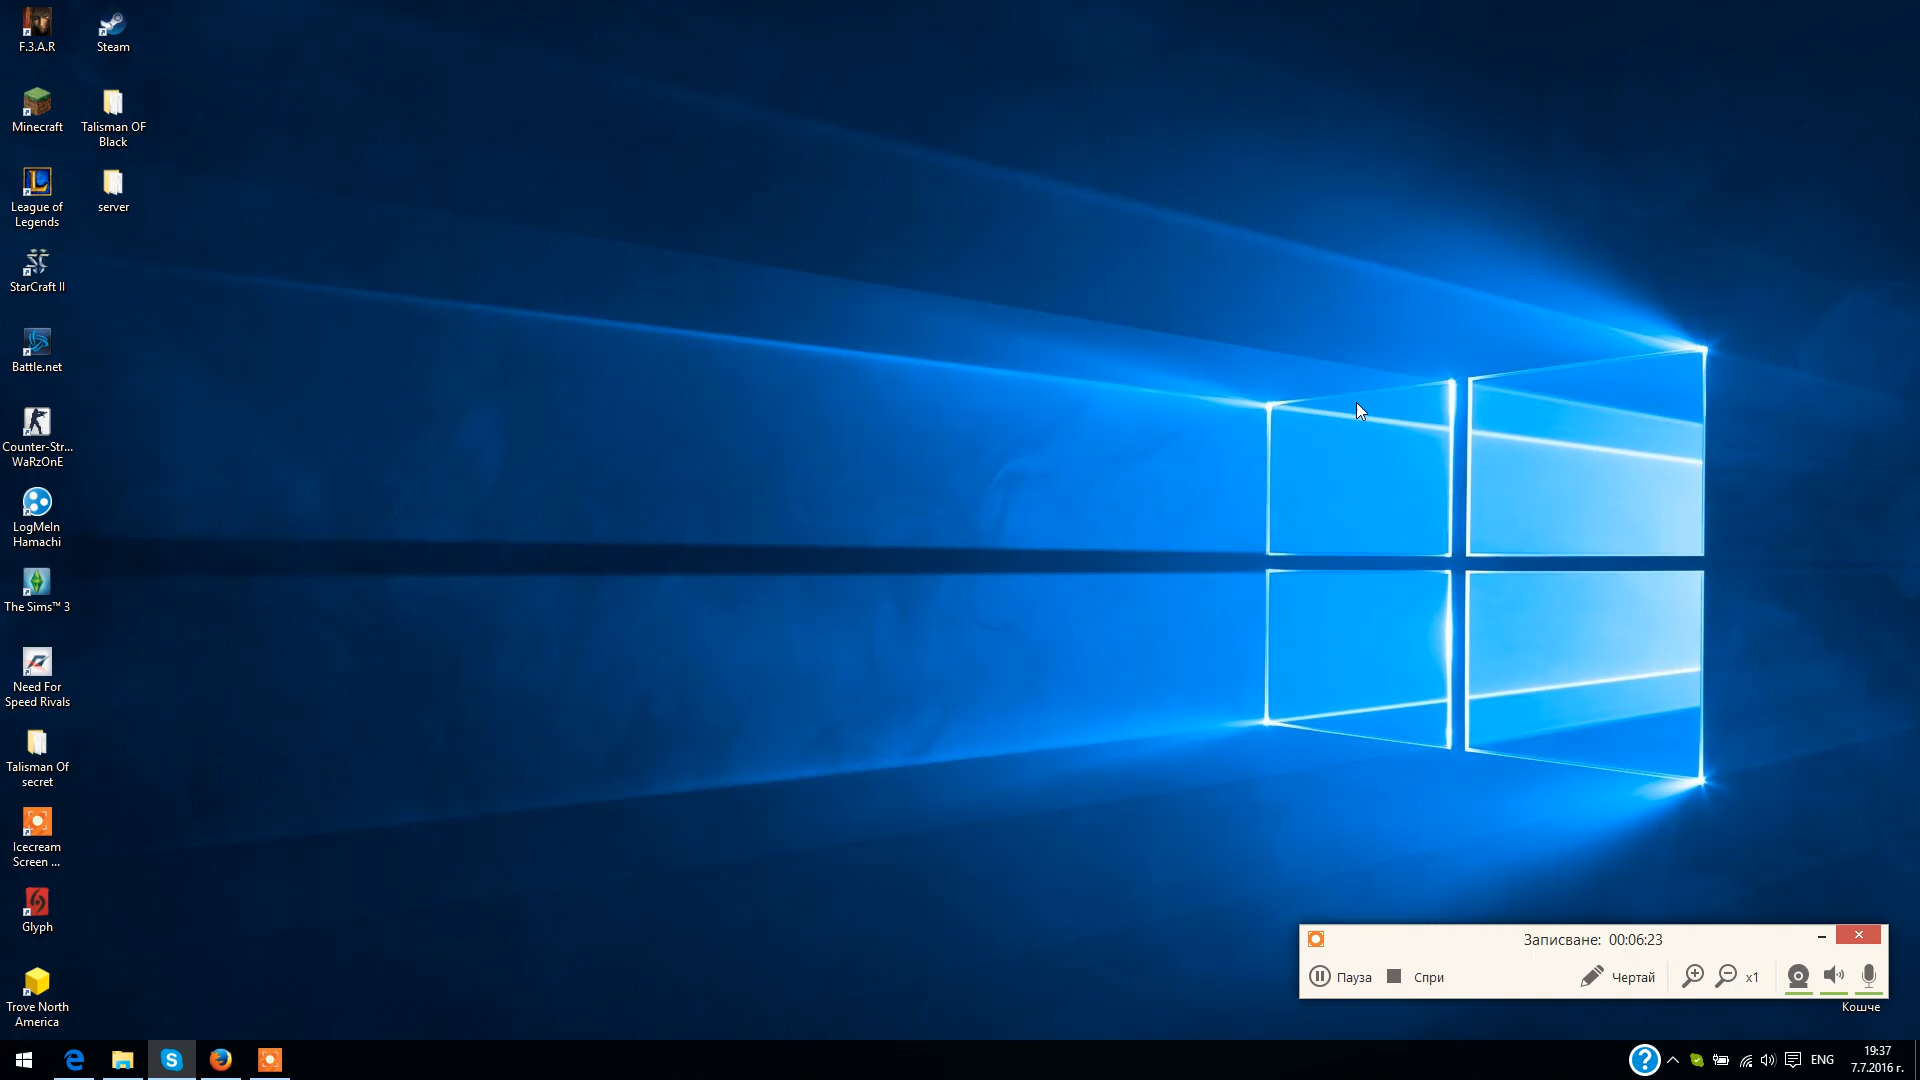 F.3.A.R
Steam
Minecraft
Talisman OF
Black
League of
Legends
server
StarCraft II
Battle.net
Counter-Str...
WaRzOnE
LogMeIn
Hamachi
The Sims™ 3
Need For
Speed Rivals
Talisman Of
secret
Icecream
Screen ...
Glyph
Trove North
America
Записване: 00:06:23
Пауза
Спри
Чертай
x1
Кошче
ENG
19:37
7.7.2016 г.